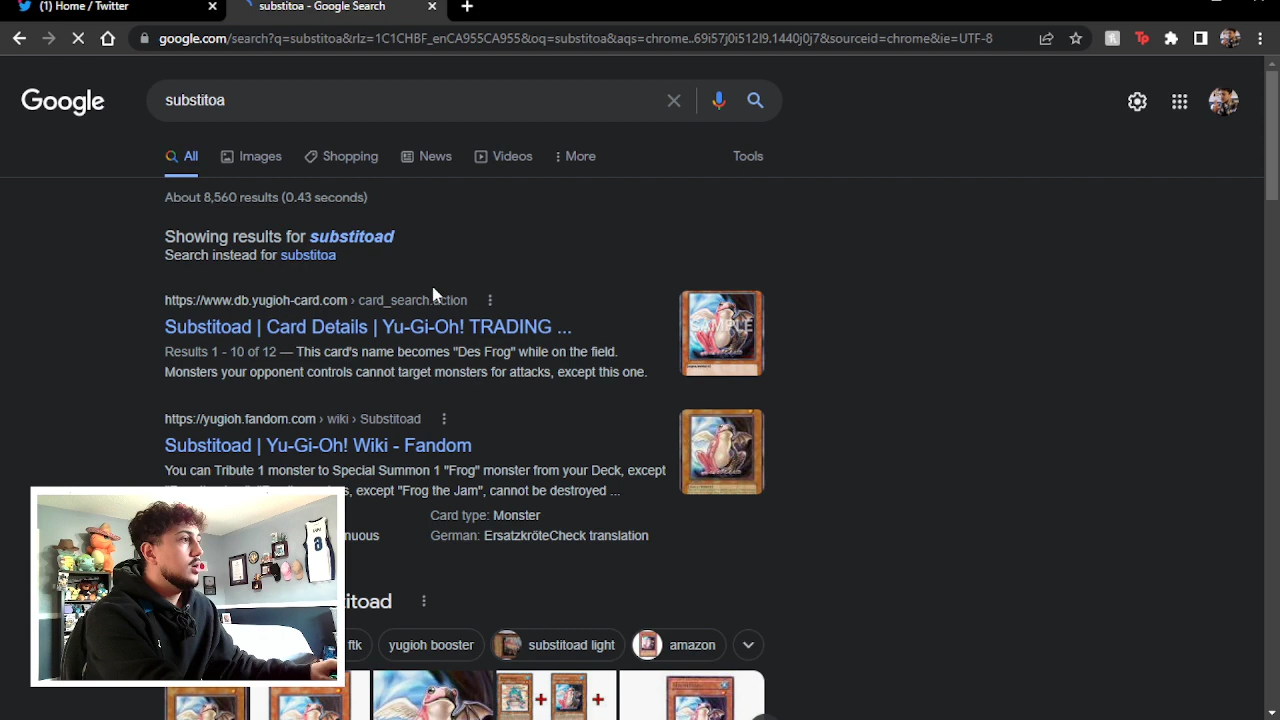 (1) Home / Twitter
substitoa - Google Search
google.com/search?q=substitoa&rlz=1C1CHBF_enCA955CA955&oq=substitoa&aqs=chrome..69i57j0i512l9.1440j0j7&sourceid=chrome&ie=UTF-8
Google
substitoa
All
Images
Shopping
News
Videos
More
Tools
About 8,560 results (0.43 seconds)
Showing results for substitoad
Search instead for substitoa
https://www.db.yugioh-card.com › card_search.action
Substitoad | Card Details | Yu-Gi-Oh! TRADING ...
Results 1 - 10 of 12 — This card's name becomes "Des Frog" while on the field.
Monsters your opponent controls cannot target monsters for attacks, except this one.
SAMPLE
https://yugioh.fandom.com › wiki › Substitoad
Substitoad | Yu-Gi-Oh! Wiki - Fandom
You can Tribute 1 monster to Special Summon 1 "Frog" monster from your Deck, except
, except "Frog the Jam", cannot be destroyed ...
Card type: Monster
nuous
German: ErsatzkröteCheck translation
titoad
ftk
yugioh booster
substitoad light
amazon